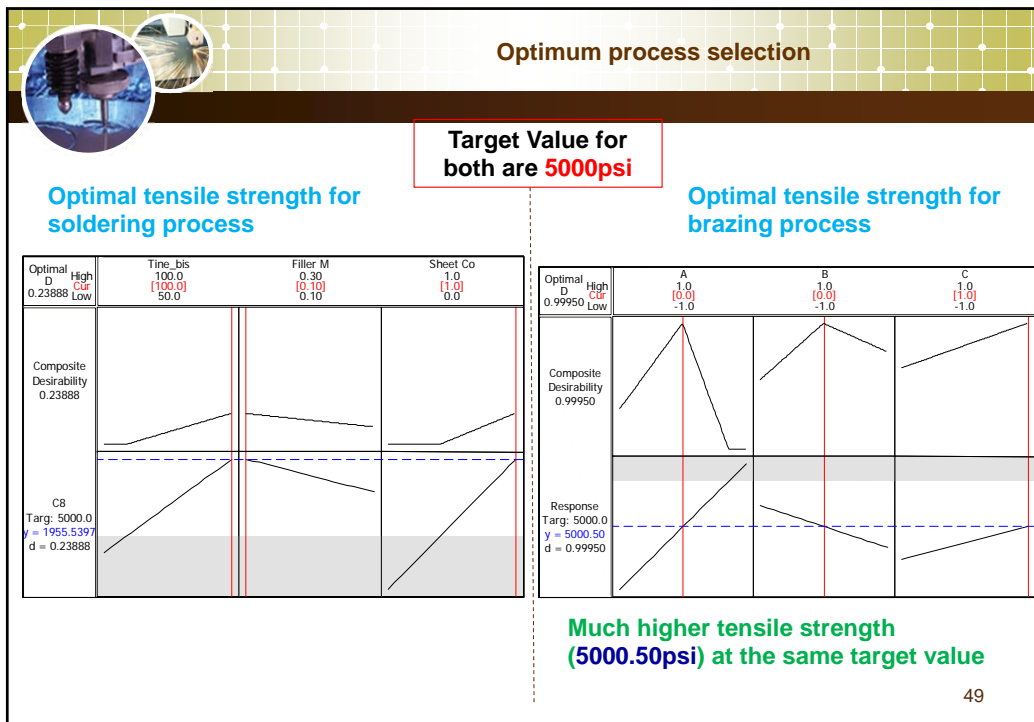 Optimum process selection
Target Value for
both are 5000psi
Optimal tensile strength for
soldering process
Optimal
D
0.23888
High
Cur
Low
Tine_bis
100.0
[100.0]
50.0
Filler M
0.30
[0.10]
0.10
Sheet Co
1.0
[1.0]
0.0
Composite
Desirability
0.23888
C8
Targ: 5000.0
y = 1955.5397
d = 0.23888
Optimal tensile strength for
brazing process
Optimal
D
0.99950
High
Cur
Low
A
1.0
[0.0]
-1.0
B
1.0
[0.0]
-1.0
C
1.0
[1.0]
-1.0
Composite
Desirability
0.99950
Response
Targ: 5000.0
y = 5000.50
d = 0.99950
Much higher tensile strength
(5000.50psi) at the same target value
49